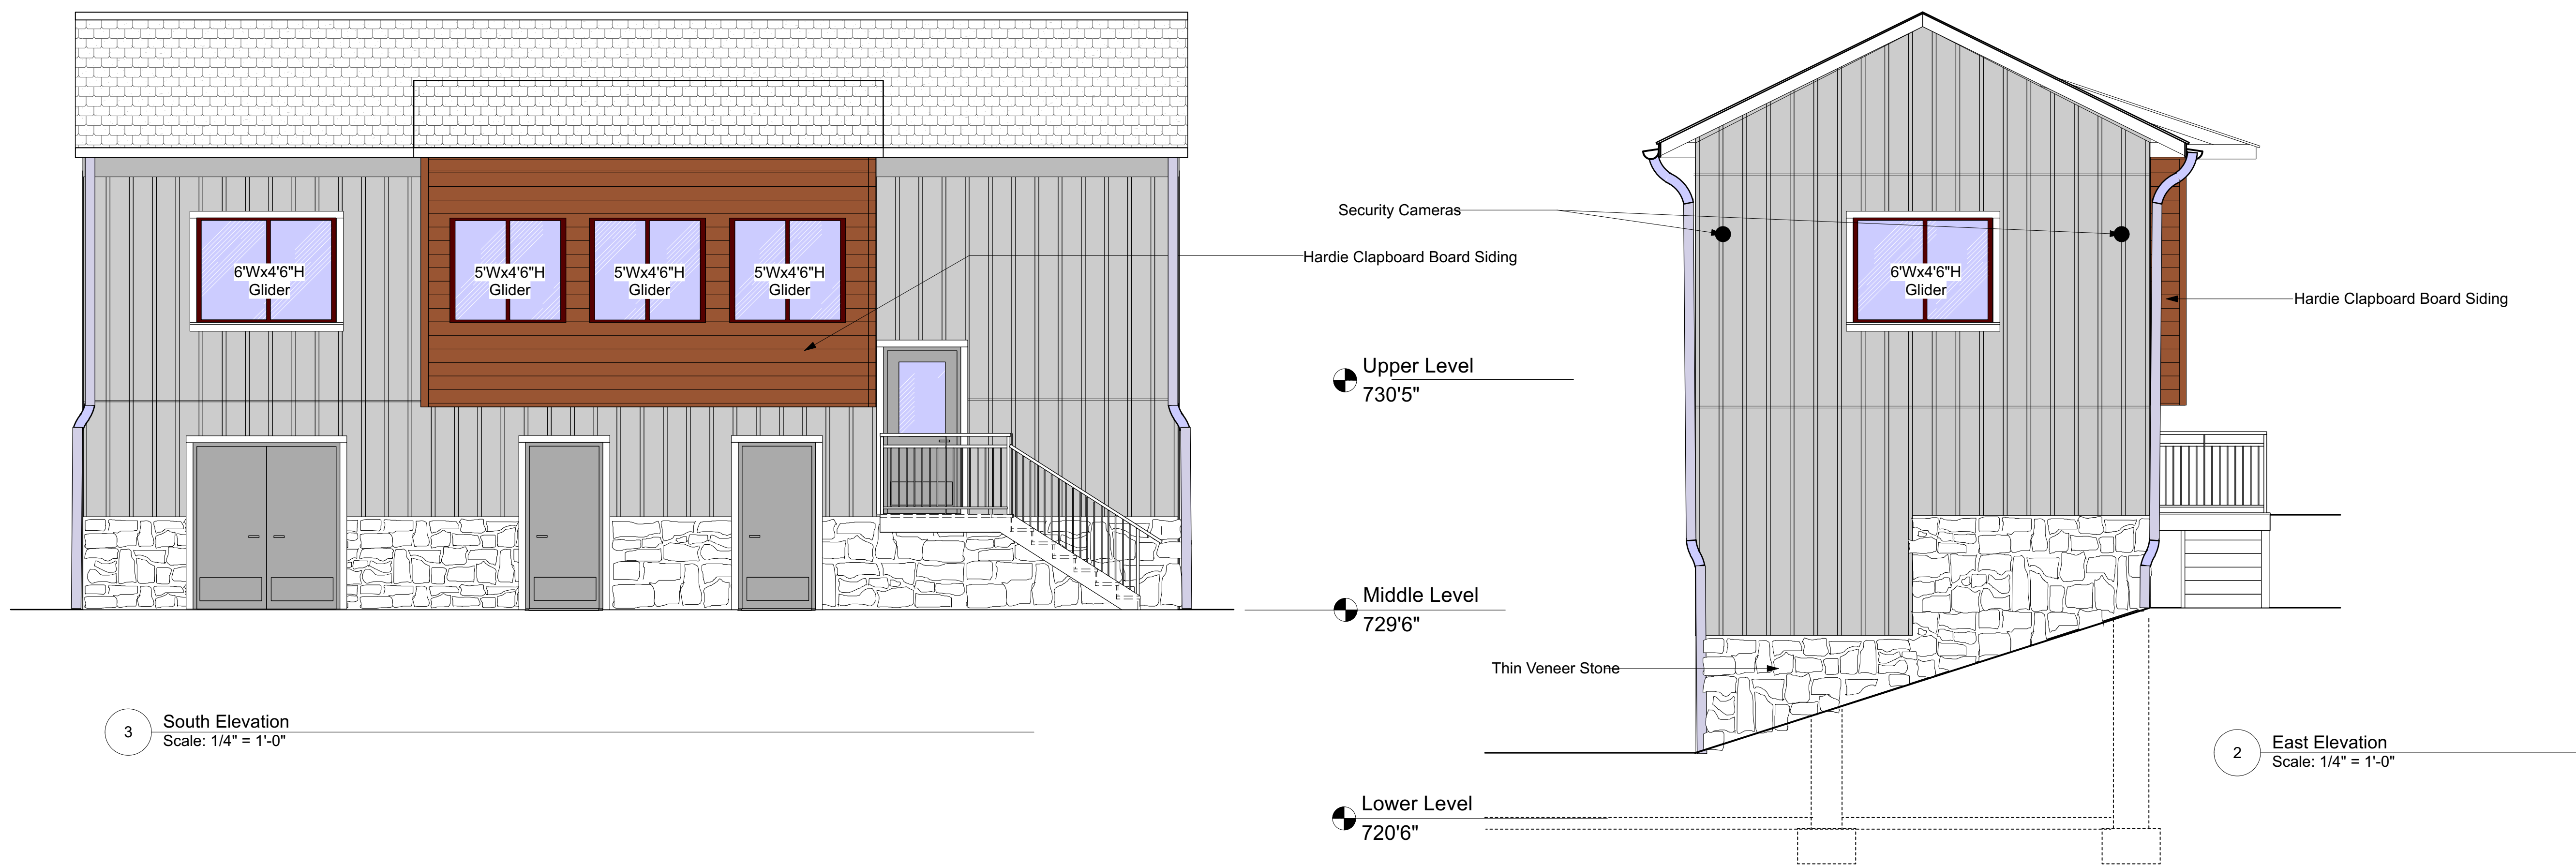 6'Wx4'6"H
Glider
5'Wx4'6"H
Glider
5'Wx4'6"H
Glider
5'Wx4'6"H
Glider
Security Cameras
Hardie Clapboard Board Siding
6'Wx4'6"H
Glider
Hardie Clapboard Board Siding
Upper Level
730'5"
Middle Level
729'6"
Thin Veneer Stone
3
South Elevation
Scale: 1/4" = 1'-0"
2
East Elevation
Scale: 1/4" = 1'-0"
Lower Level
720'6"